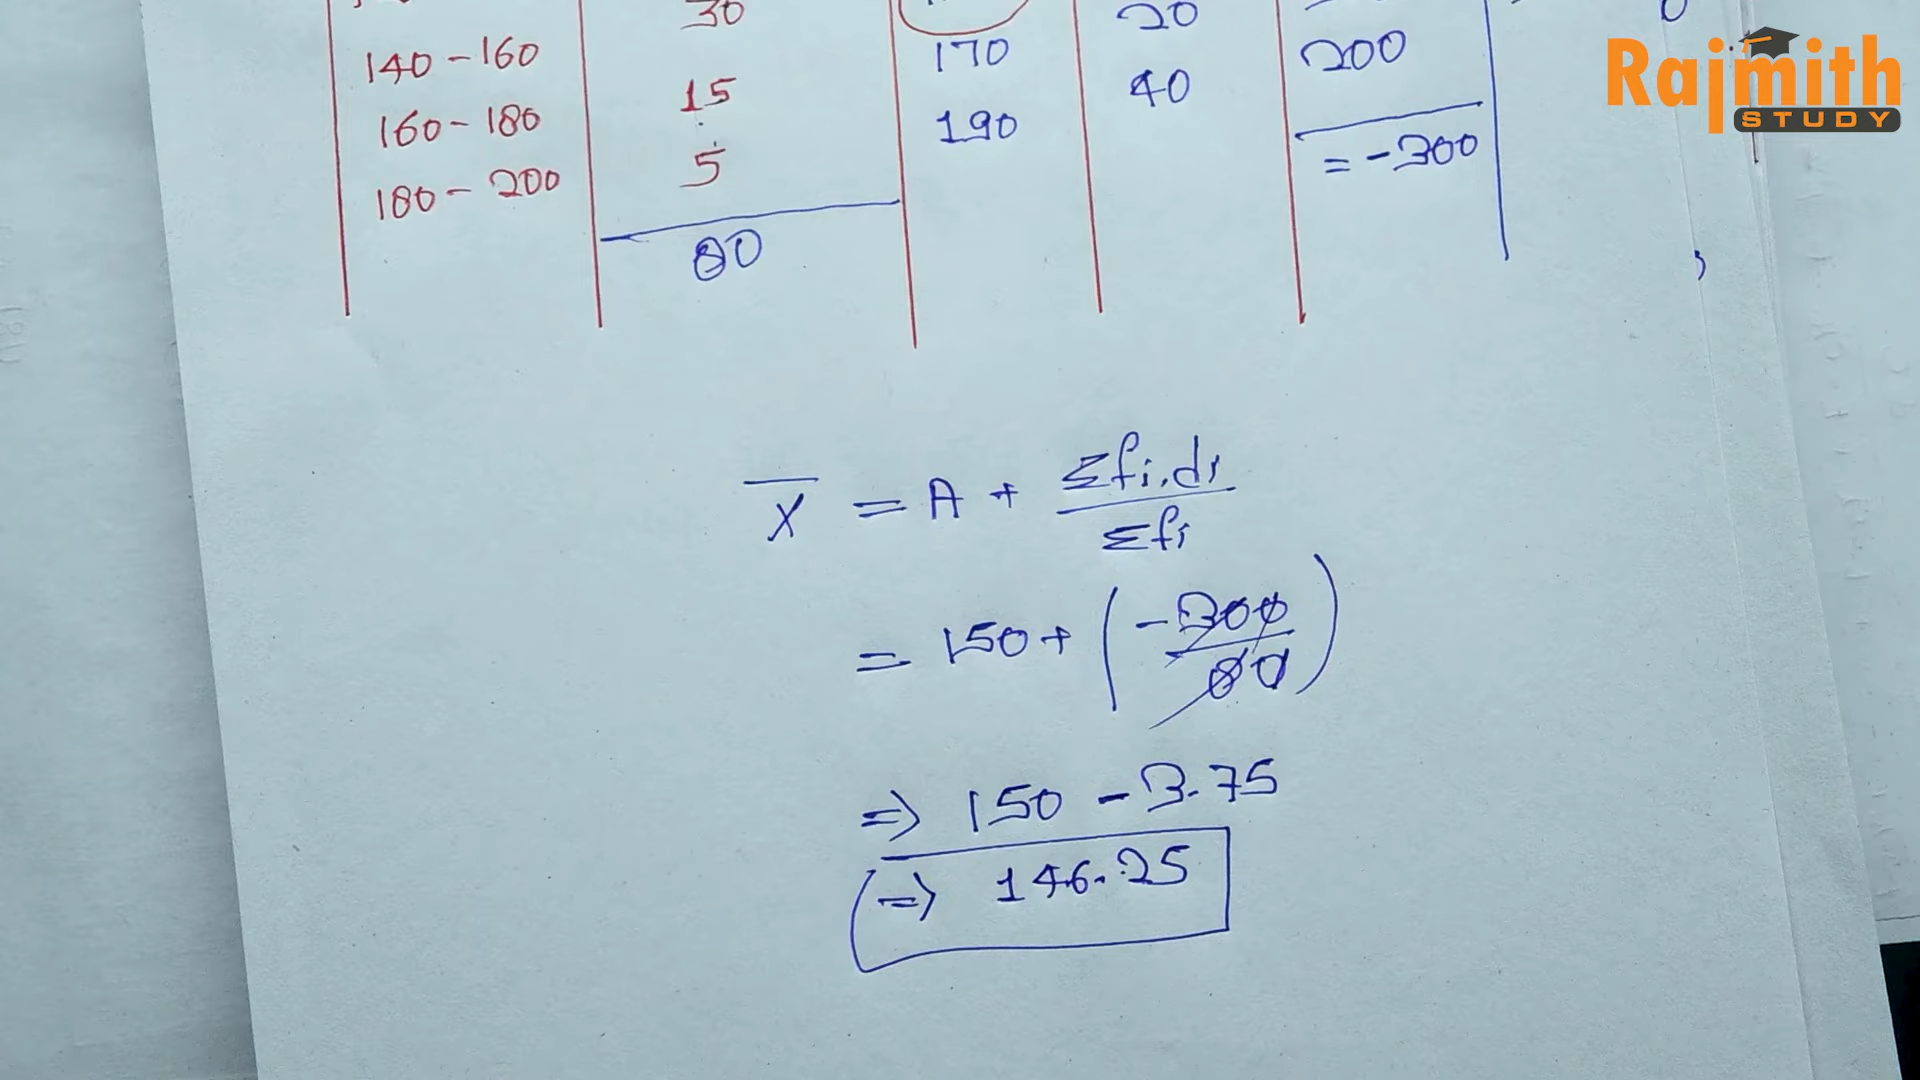 30 20
140-160 170 200
15 40
160-180 190
= -300
180-200 5
80
X = A + Σfi.di
Σfi
= 150 + (-300
80)
⇒ 150 - 3.75
⇒ 146.25
Rajmith
STUDY